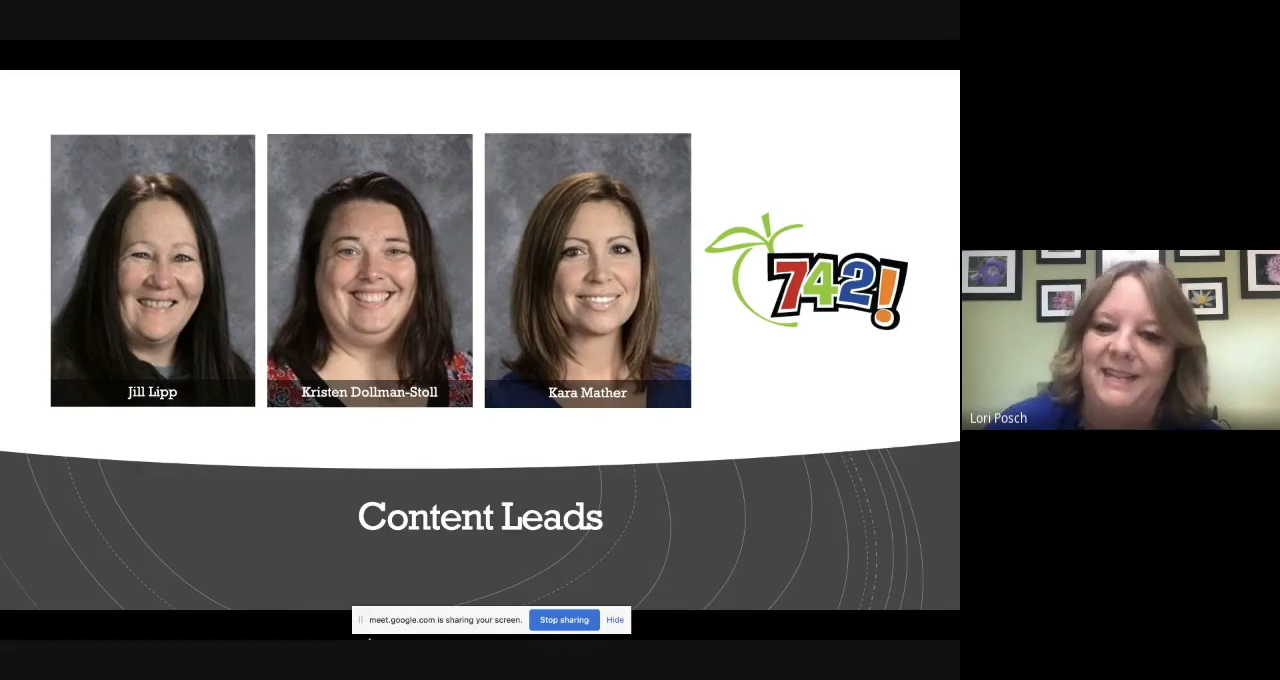 Jill Lipp
Kristen Dollman-Stoll
Kara Mather
742!
Lori Posch
Content Leads
meet.google.com is sharing your screen.
Stop sharing
Hide